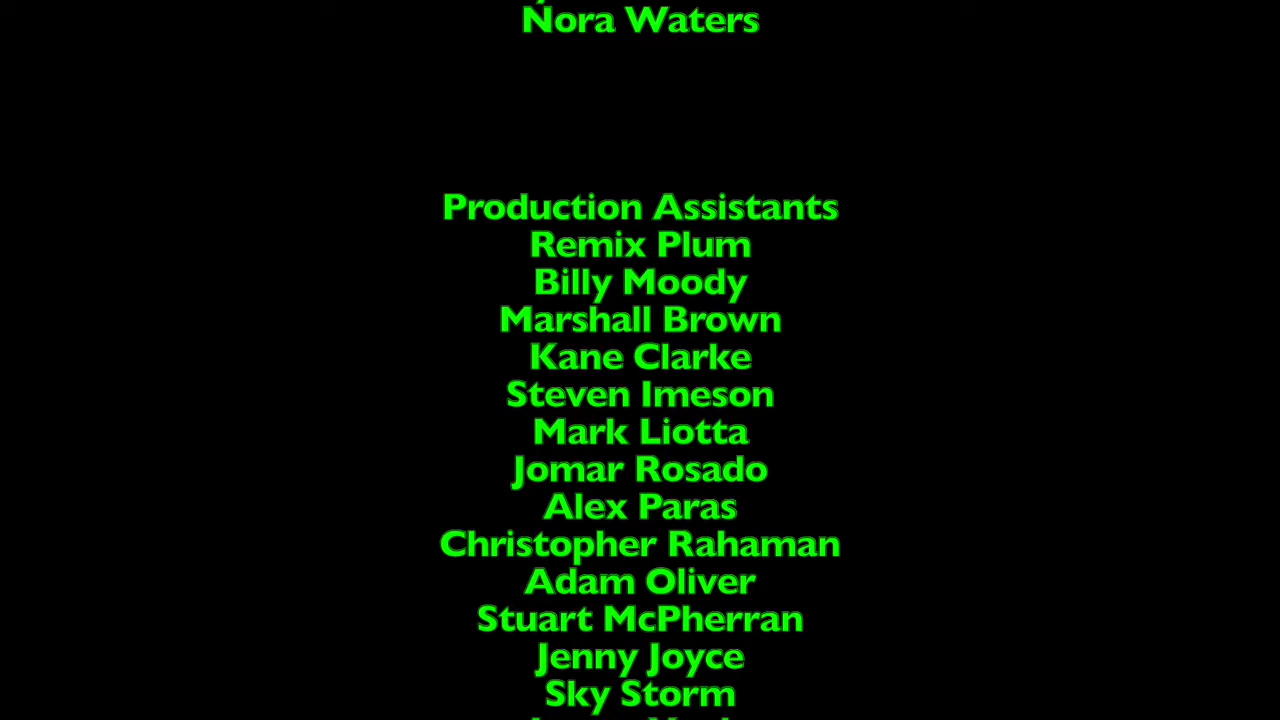 Nora Waters
Production Assistants
Remix Plum
Billy Moody
Marshall Brown
Kane Clarke
Steven Imeson
Mark Liotta
Jomar Rosado
Alex Paras
Christopher Rahaman
Adam Oliver
Stuart McPherran
Jenny Joyce
Sky Storm